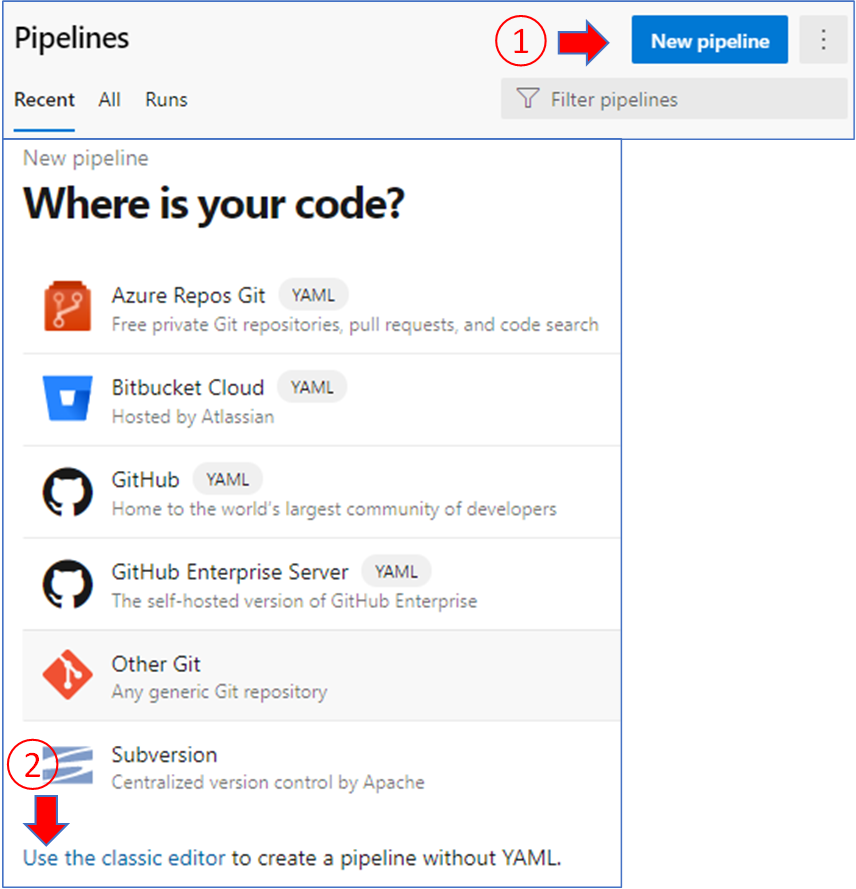 Pipelines
1
New pipeline
Recent All Runs
Filter pipelines
New pipeline
Where is your code?
Azure Repos Git YAML
Free private Git repositories, pull requests, and code search
Bitbucket Cloud YAML
Hosted by Atlassian
GitHub YAML
Home to the world's largest community of developers
GitHub Enterprise Server YAML
The self-hosted version of GitHub Enterprise
Other Git
Any generic Git repository
Subversion
2
Centralized version control by Apache
Use the classic editor to create a pipeline without YAML.